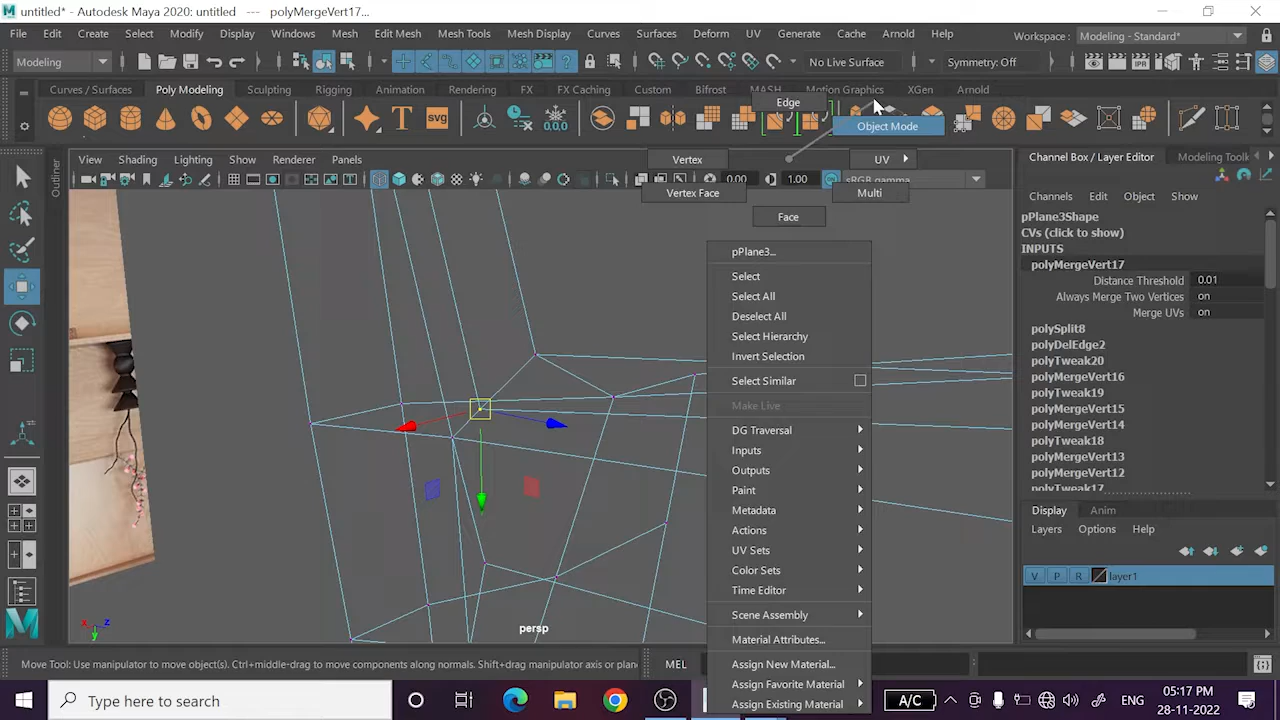 untitled* - Autodesk Maya 2020: untitled --- polyMergeVert17...
File Edit Create Select Modify Display Windows Mesh Edit Mesh Mesh Tools Mesh Display Curves Surfaces Deform UV Generate Cache Arnold Help
Workspace: Modeling - Standard*
Modeling
No Live Surface
Symmetry: Off
Curves / Surfaces Poly Modeling Sculpting Rigging Animation Rendering FX FX Caching Custom Bifrost MASH Motion Graphics XGen Arnold
Edge
Object Mode
svg
0,0,0
View Shading Lighting Show Renderer Panels
Vertex
UV
0.00
1.00
sRGB gamma
Vertex Face
Multi
Face
Outliner
pPlane3...
Select
Select All
Deselect All
Select Hierarchy
Invert Selection
Select Similar
Make Live
DG Traversal
Inputs
Outputs
Paint
Metadata
Actions
UV Sets
Color Sets
Time Editor
Scene Assembly
Material Attributes...
Assign New Material...
Assign Favorite Material
Assign Existing Material
persp
x z
y
Channel Box / Layer Editor
Modeling Toolk
Channels Edit Object Show
pPlane3Shape
CVs (click to show)
INPUTS
polyMergeVert17
Distance Threshold 0.01
Always Merge Two Vertices on
Merge UVs on
polySplit8
polyDelEdge2
polyTweak20
polyMergeVert16
polyTweak19
polyMergeVert15
polyMergeVert14
polyTweak18
polyMergeVert13
polyMergeVert12
polyTweak17
Display Anim
Layers Options Help
V P R layer1
Move Tool: Use manipulator to move object(s). Ctrl+middle-drag to move components along normals. Shift+drag manipulator axis or plane
MEL
Type here to search
A/C
ENG
05:17 PM
28-11-2022